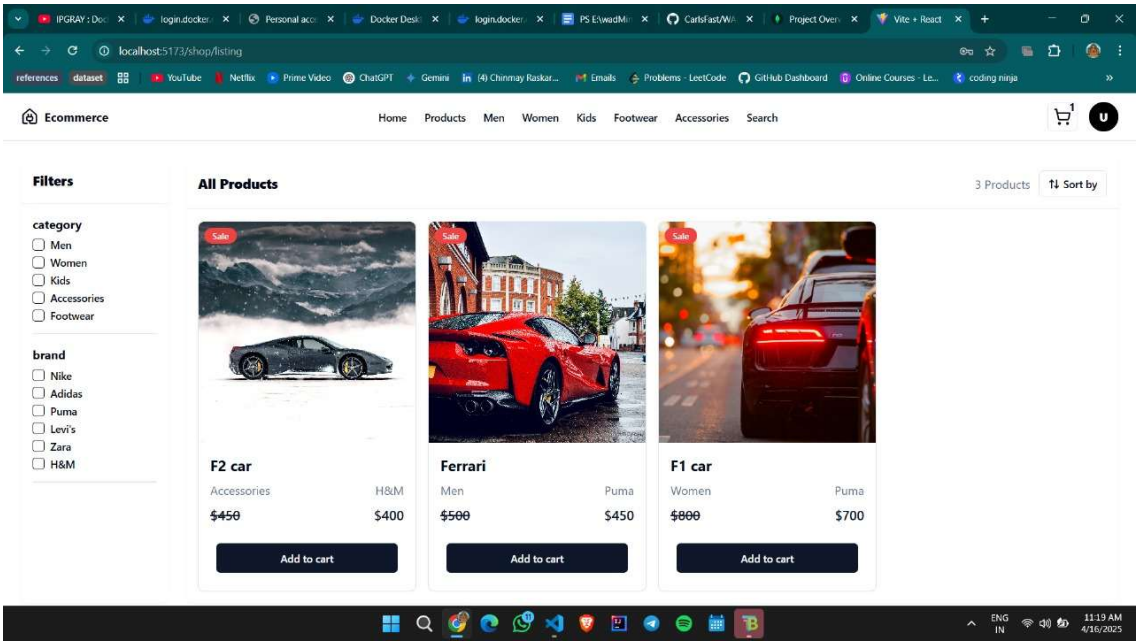 IPGRAY : Doc
login.docker.
Personal acc
Docker Desk
login.docker.
PS E:\wadMin
CarlsFast/WA
Project Over
Vite + React
localhost:5173/shop/listing
references dataset YouTube Netflix Prime Video ChatGPT Gemini (4) Chinmay Raskar... Emails Problems - LeetCode GitHub Dashboard Online Courses - Le... coding ninja
Ecommerce
Home Products Men Women Kids Footwear Accessories Search
1
U
Filters
category
Men
Women
Kids
Accessories
Footwear
brand
Nike
Adidas
Puma
Levi's
Zara
H&M
All Products
3 Products
Sort by
Sale
F2 car
Accessories H&M
$450 $400
Add to cart
Sale
Ferrari
Men Puma
$500 $450
Add to cart
Sale
F1 car
Women Puma
$800 $700
Add to cart
ENG
IN
11:19 AM
4/16/2025